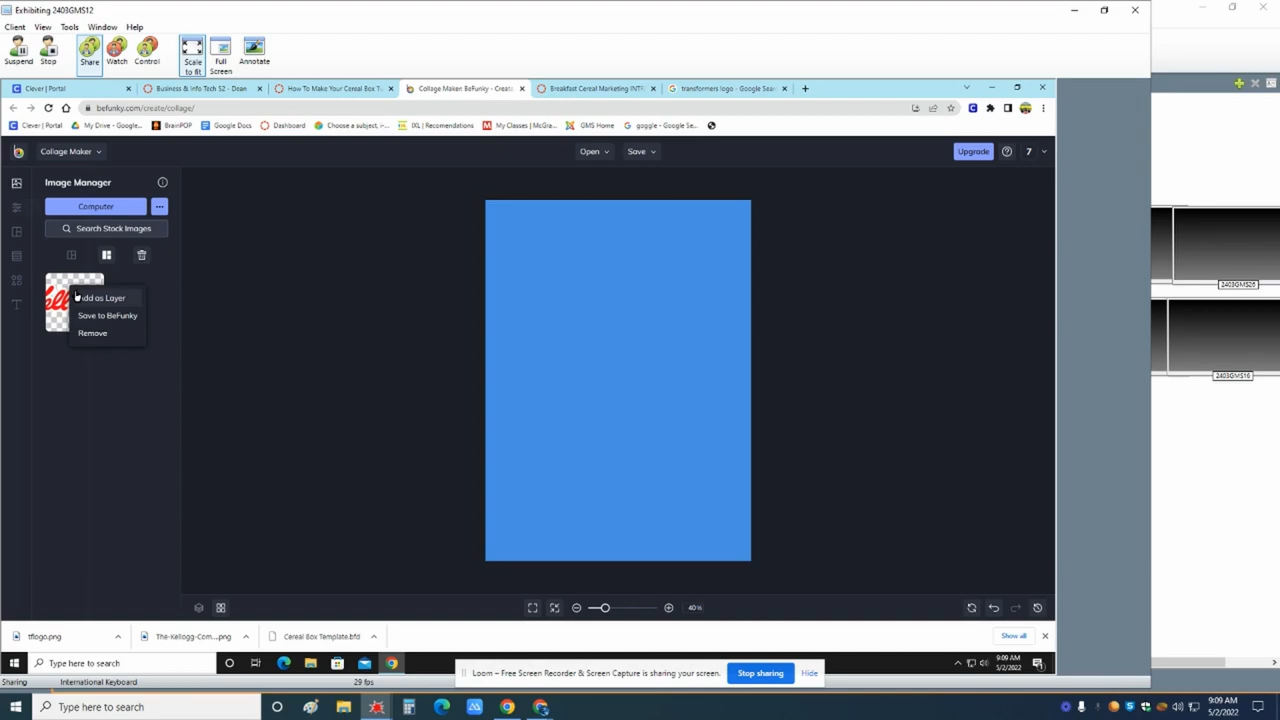 Exhibiting 2403GMS12
Client View Tools Window Help
Suspend Stop Share Watch Control Scale to fit Full Screen Annotate
Clever | Portal Business & Info Tech S2 - Dean How To Make Your Cereal Box T Collage Maker: BeFunky - Create Breakfast Cereal Marketing INTR transformers logo - Google Sea
befunky.com/create/collage/
Clever | Portal My Drive - Google... BrainPOP Google Docs Dashboard Choose a subject, i-... IXL | Recomendations My Classes | McGra... GMS Home goggle - Google Se...
Collage Maker Open Save Upgrade 7
Image Manager
Computer
Search Stock Images
Add as Layer
Save to BeFunky
Remove
2403GMS26
2403GMS16
40%
tflogo.png The-Kellogg-Com....png Cereal Box Template.bfd Show all
Type here to search 9:09 AM
5/2/2022
Loom – Free Screen Recorder & Screen Capture is sharing your screen. Stop sharing Hide
Sharing International Keyboard 29 fps
Type here to search 9:09 AM
5/2/2022